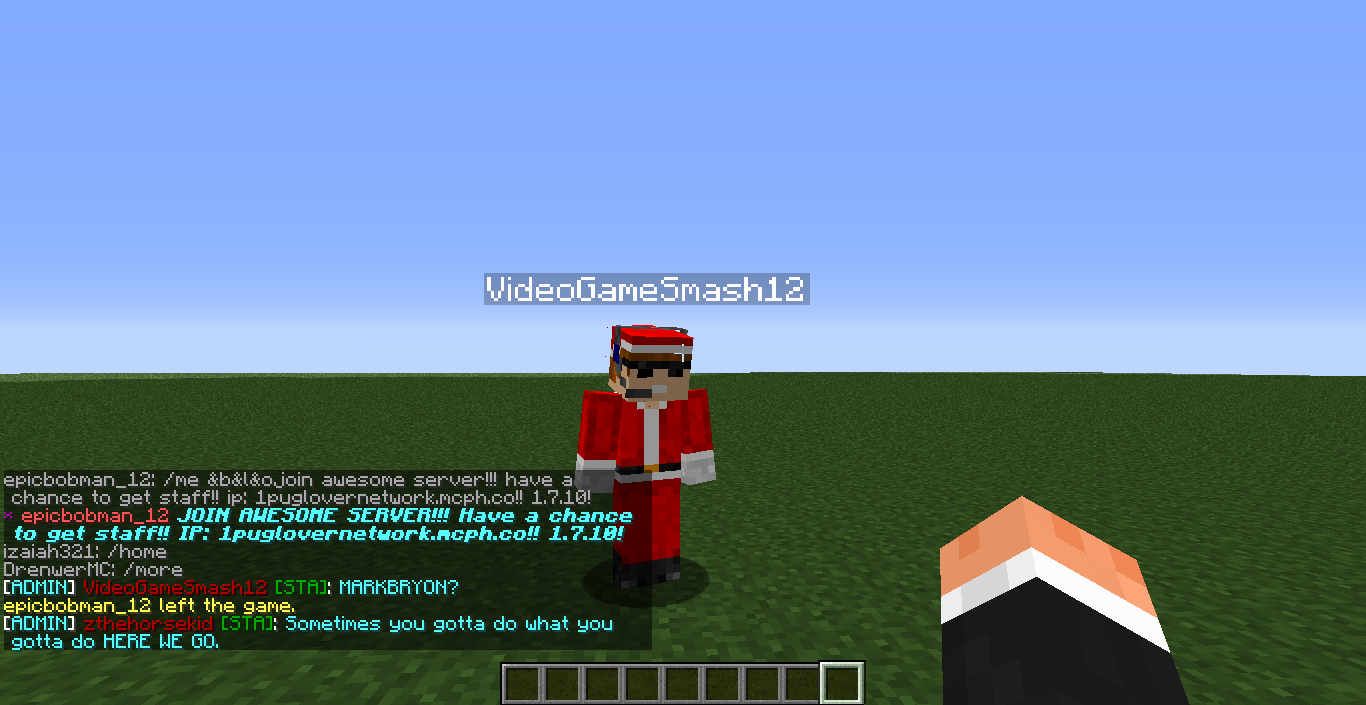 VideoGameSmash12
epicbobman_12: /me &b&l&ojoin awesome server!!! have a
chance to get staff!! ip: 1puglovernetwork.mcph.co!! 1.7.10!
* epicbobman_12 JOIN AWESOME SERVER!!! Have a chance
to get staff!! IP: 1puglovernetwork.mcph.co!! 1.7.10!
izaiah321: /home
DrenwerMC: /more
[ADMIN] VideoGameSmash12 [STA]: MARKBRYON?
epicbobman_12 left the game.
[ADMIN] zthehorsekid [STA]: Sometimes you gotta do what you
gotta do HERE WE GO.